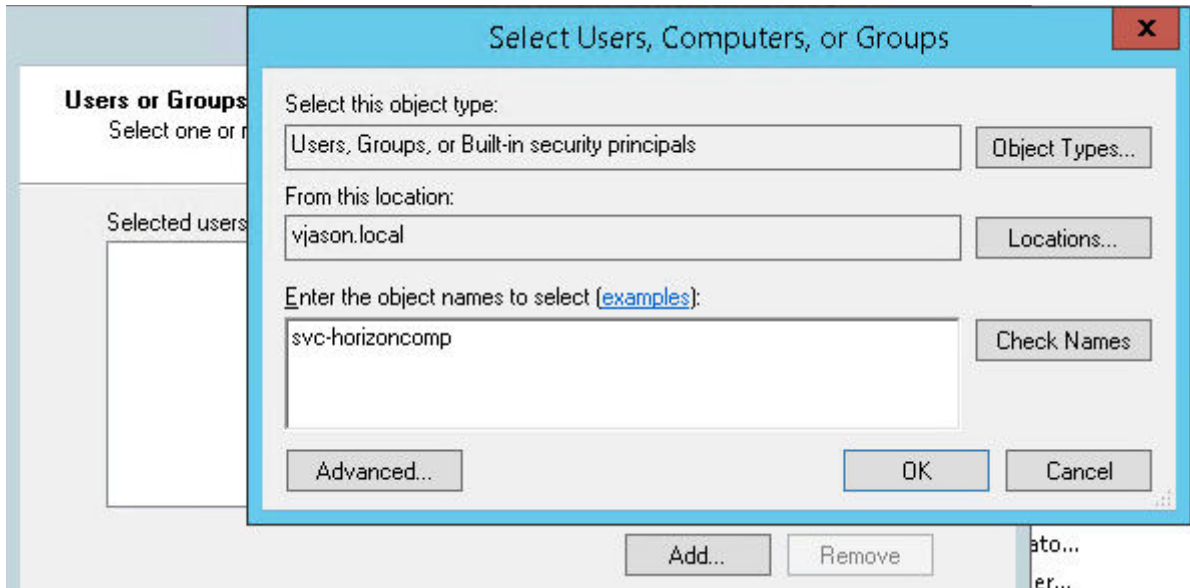 Select Users, Computers, or Groups
x
Users or Groups
Select one or
Selected users
Select this object type:
Users, Groups, or Built-in security principals
Object Types...
From this location:
vjason.local
Locations...
Enter the object names to select (examples):
svc-horizoncomp
Check Names
Advanced...
OK
Cancel
Add...
Remove
ato...
er...